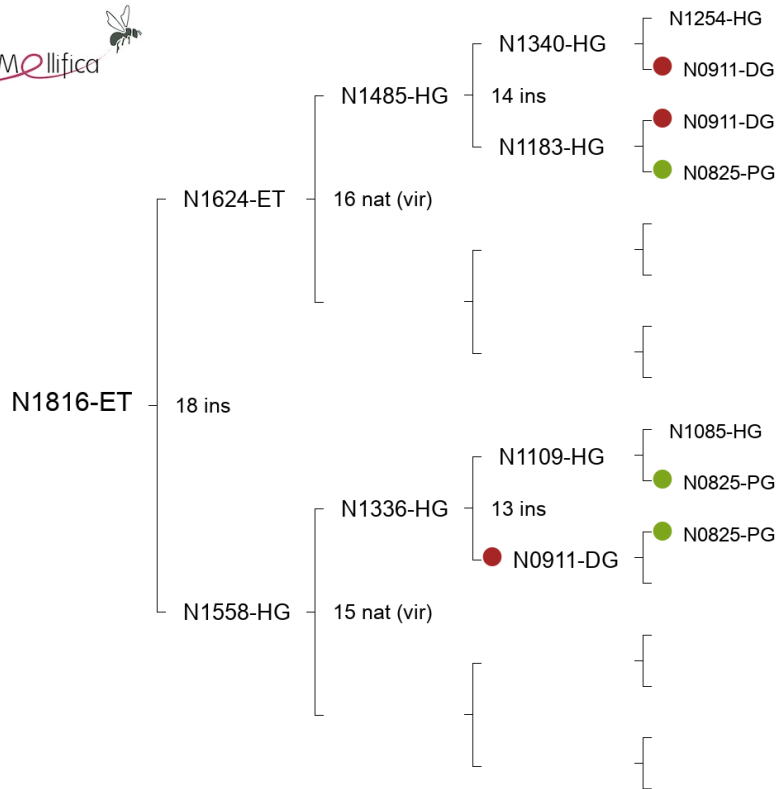 Mellifica
N1254-HG
N1340-HG
N0911-DG
N1485-HG
14 ins
N0911-DG
N1183-HG
N0825-PG
N1624-ET
16 nat (vir)
N1816-ET
18 ins
N1085-HG
N1109-HG
N0825-PG
N1336-HG
13 ins
N0825-PG
N0911-DG
N1558-HG
15 nat (vir)